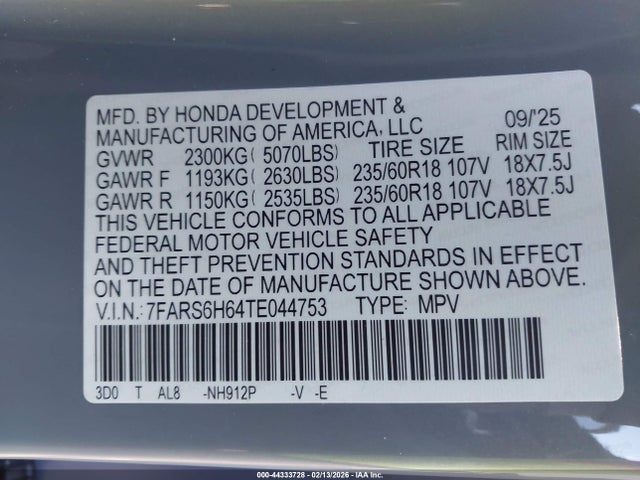 MFD. BY HONDA DEVELOPMENT &
MANUFACTURING OF AMERICA, LLC 09/'25
GVWR 2300KG( 5070LBS) TIRE SIZE RIM SIZE
GAWR F 1193KG( 2630LBS) 235/60R18 107V 18X7.5J
GAWR R 1150KG( 2535LBS) 235/60R18 107V 18X7.5J
THIS VEHICLE CONFORMS TO ALL APPLICABLE
FEDERAL MOTOR VEHICLE SAFETY
AND THEFT PREVENTION STANDARDS IN EFFECT
ON THE DATE OF MANUFACTURE SHOWN ABOVE.
V.I.N.:7FARS6H64TE044753 TYPE: MPV
3D0 T AL8 -NH912P -V -E
000-44333728 - 02/13/2026 - IAA Inc.